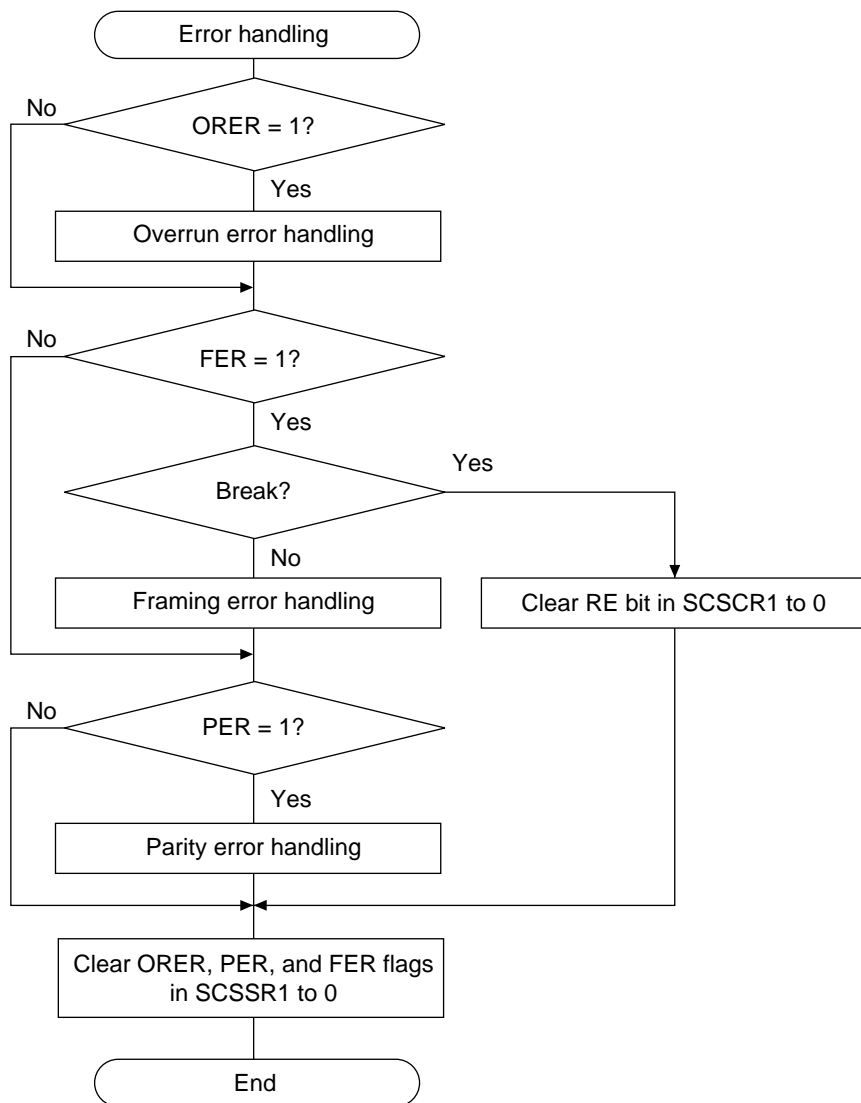 Error handling
No
ORER = 1?
Yes
Overrun error handling
No
FER = 1?
Yes
Yes
Break?
No
Framing error handling
Clear RE bit in SCSCR1 to 0
No
PER = 1?
Yes
Parity error handling
Clear ORER, PER, and FER flags
in SCSSR1 to 0
End